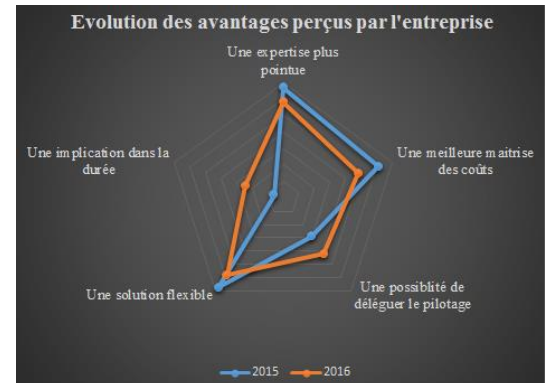 Evolution des avantages perçus par l'entreprise
Une expertise plus
pointue
Une implication dans la
durée
Une meilleure maitrise
des coûts
Une solution flexible
Une possiblité de
déléguer le pilotage
2015
2016